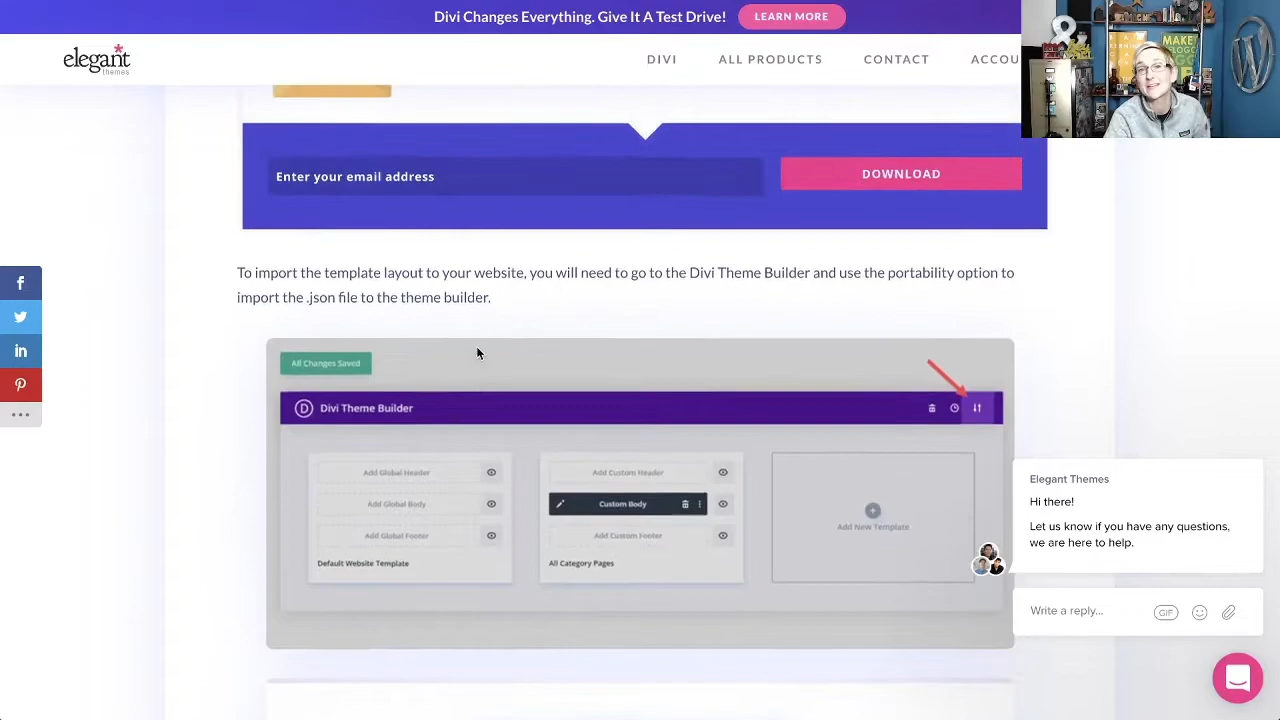 Divi Changes Everything. Give It A Test Drive!
LEARN MORE
elegant
themes
DIVI
ALL PRODUCTS
CONTACT
ACCOU
MAKE
LOGO
Enter your email address
DOWNLOAD
To import the template layout to your website, you will need to go to the Divi Theme Builder and use the portability option to
import the .json file to the theme builder.
All Changes Saved
D Divi Theme Builder
Add Global Header
Add Global Body
Add Global Footer
Default Website Template
Add Custom Header
Custom Body
Add Custom Footer
All Category Pages
Add New Template
Elegant Themes
Hi there!
Let us know if you have any questions,
we are here to help.
Write a reply...
GIF